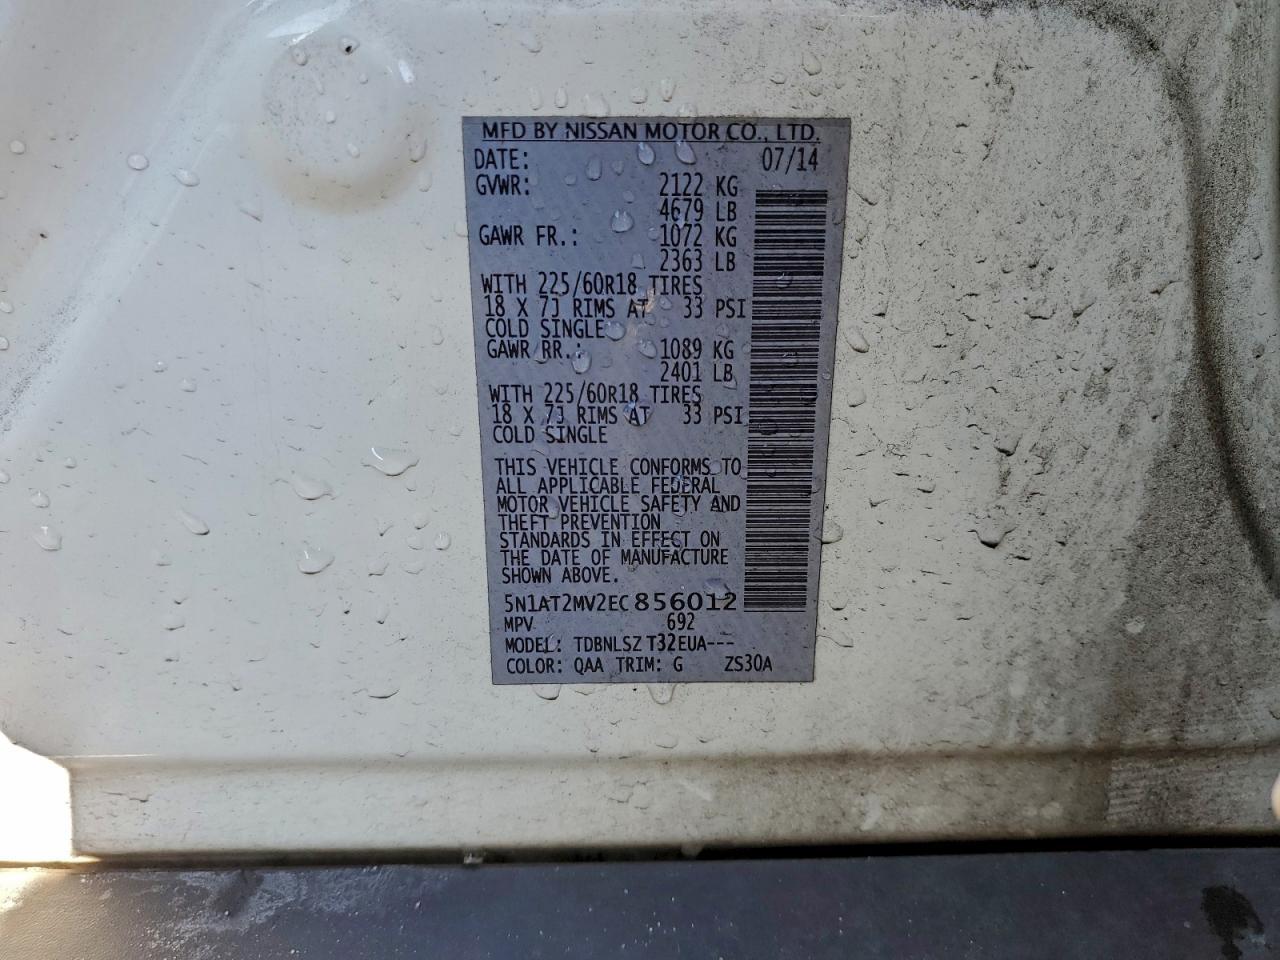 MFD BY NISSAN MOTOR CO., LTD.
DATE: 07/14
GVWR: 2122 KG
4679 LB
GAWR FR.: 1072 KG
2363 LB
WITH 225/60R18 TIRES
18 X 7J RIMS AT 33 PSI
COLD SINGLE
GAWR RR.: 1089 KG
2401 LB
WITH 225/60R18 TIRES
18 X 7J RIMS AT 33 PSI
COLD SINGLE
THIS VEHICLE CONFORMS TO
ALL APPLICABLE FEDERAL
MOTOR VEHICLE SAFETY AND
THEFT PREVENTION
STANDARDS IN EFFECT ON
THE DATE OF MANUFACTURE
SHOWN ABOVE.
5N1AT2MV2EC856012
MPV 692
MODEL: TDBNLSZ T32EUA---
COLOR: QAA TRIM: G ZS30A